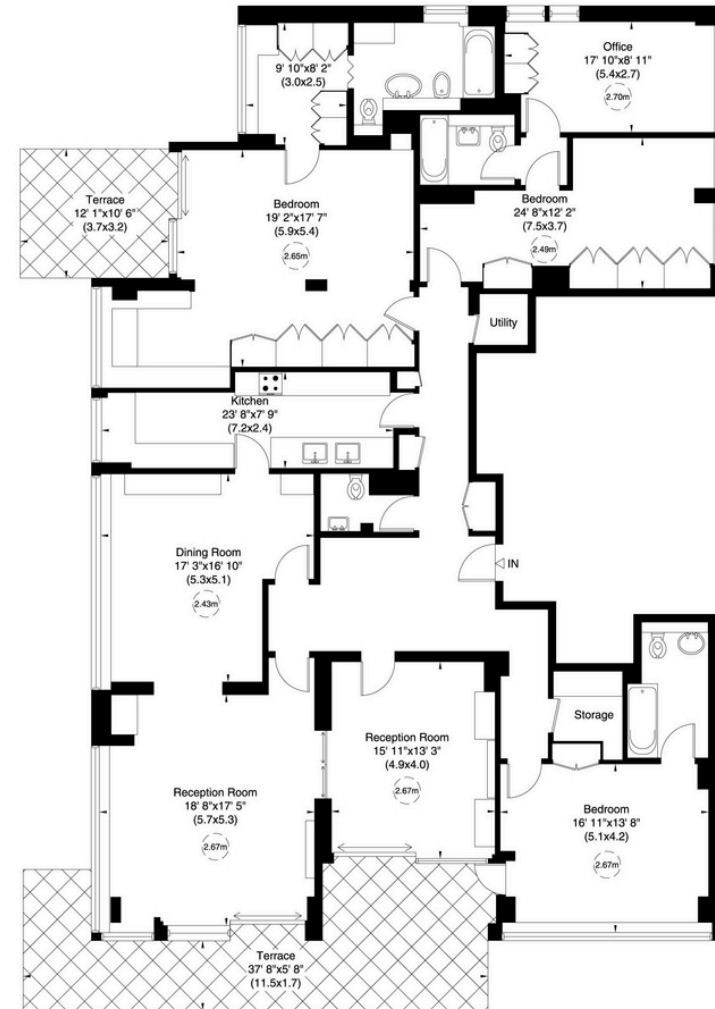 9' 10"x8' 2"
(3.0x2.5)
Office
17' 10"x8' 11"
(5.4x2.7)
2.70m
Terrace
12' 1"x10' 6"
(3.7x3.2)
Bedroom
19' 2"x17' 7"
(5.9x5.4)
2.65m
Bedroom
24' 8"x12' 2"
(7.5x3.7)
2.49m
Utility
Kitchen
23' 8"x7' 9"
(7.2x2.4)
Dining Room
17' 3"x16' 10"
(5.3x5.1)
2.43m
IN
Storage
Reception Room
15' 11"x13' 3"
(4.9x4.0)
2.67m
Reception Room
18' 8"x17' 5"
(5.7x5.3)
2.67m
Bedroom
16' 11"x13' 8"
(5.1x4.2)
2.67m
Terrace
37' 8"x5' 8"
(11.5x1.7)